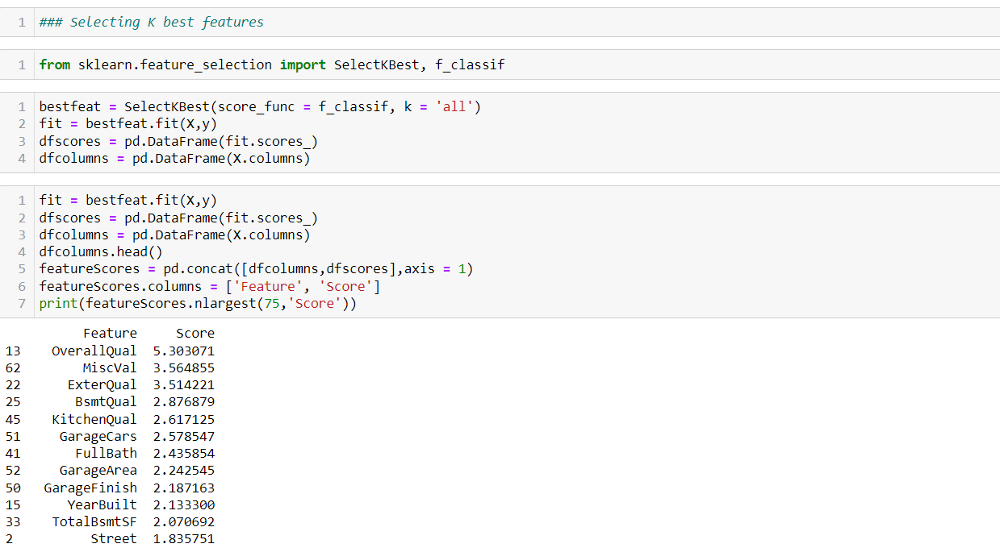 1 ### Selecting K best features
1 from sklearn.feature_selection import SelectKBest, f_classif
1 bestfeat = SelectKBest(score_func = f_classif, k = 'all')
2 fit = bestfeat.fit(X,y)
3 dfscores = pd.DataFrame(fit.scores_)
4 dfcolumns = pd.DataFrame(X.columns)
1 fit = bestfeat.fit(X,y)
2 dfscores = pd.DataFrame(fit.scores_)
3 dfcolumns = pd.DataFrame(X.columns)
4 dfcolumns.head()
5 featureScores = pd.concat([dfcolumns,dfscores],axis = 1)
6 featureScores.columns = ['Feature', 'Score']
7 print(featureScores.nlargest(75,'Score'))
Feature Score
13 OverallQual 5.303071
62 MiscVal 3.564855
22 ExterQual 3.514221
25 BsmtQual 2.876879
45 KitchenQual 2.617125
51 GarageCars 2.578547
41 FullBath 2.435854
52 GarageArea 2.242545
50 GarageFinish 2.187163
15 YearBuilt 2.133300
33 TotalBsmtSF 2.070692
2 Street 1.835751